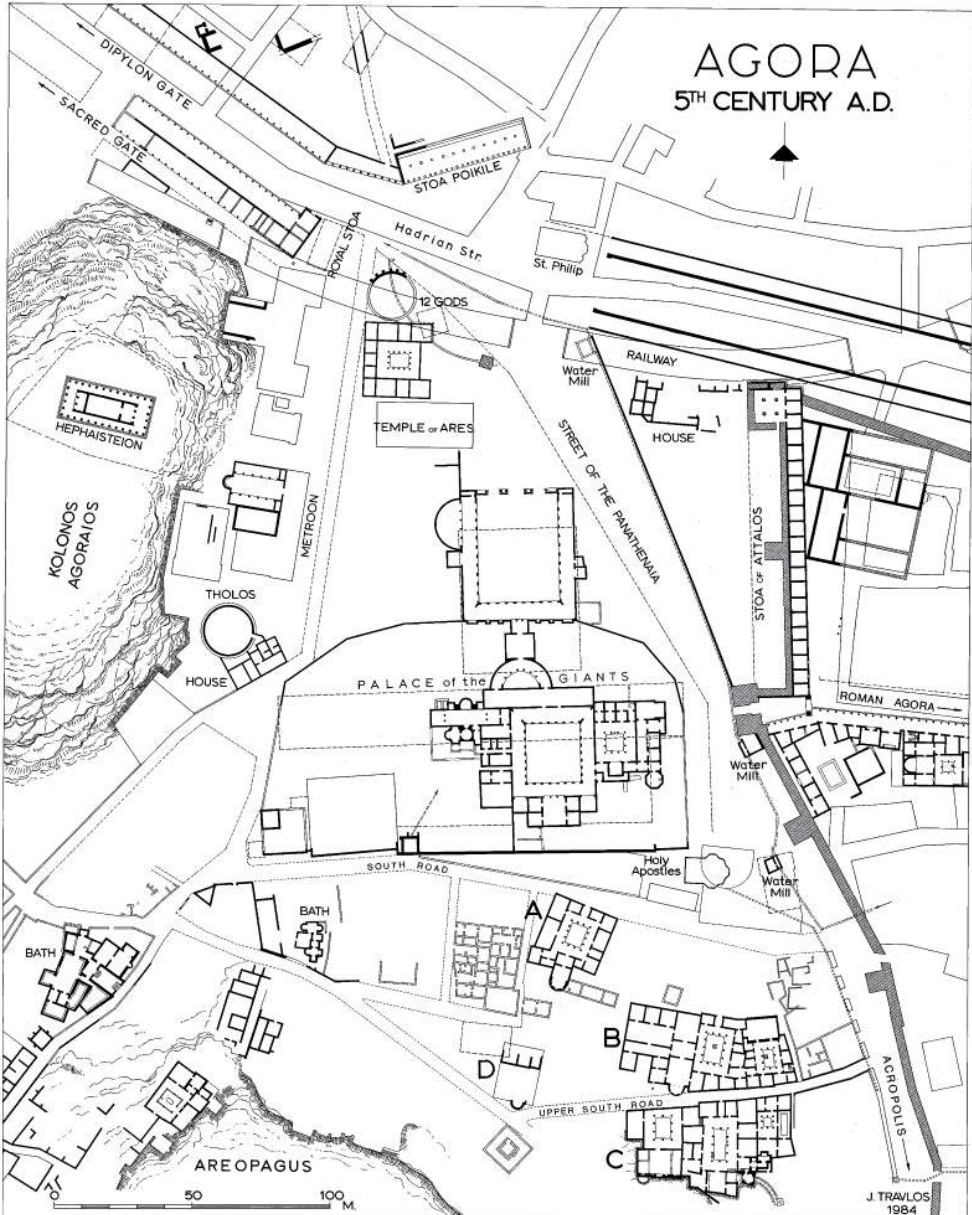 AGORA
5TH CENTURY A.D.
DIPYLON GATE
SACRED GATE
STOA POIKILE
ROYAL STOA
Hadrian Str.
St. Philip
12 GODS
RAILWAY
Water
Mill
HOUSE
TEMPLE OF ARES
HEPHAISTEION
STREET OF THE PANATHENAIA
KOLONOS
AGORAIOS
METROON
STOA OF ATTALOS
THOLOS
HOUSE
PALACE of the GIANTS
ROMAN AGORA
Water
Mill
SOUTH ROAD
Holy
Apostles
Water
Mill
BATH
BATH
A
B
D
UPPER SOUTH ROAD
C
ACROPOLIS
AREOPAGUS
0 50 100
M.
J. TRAVLOS
1984